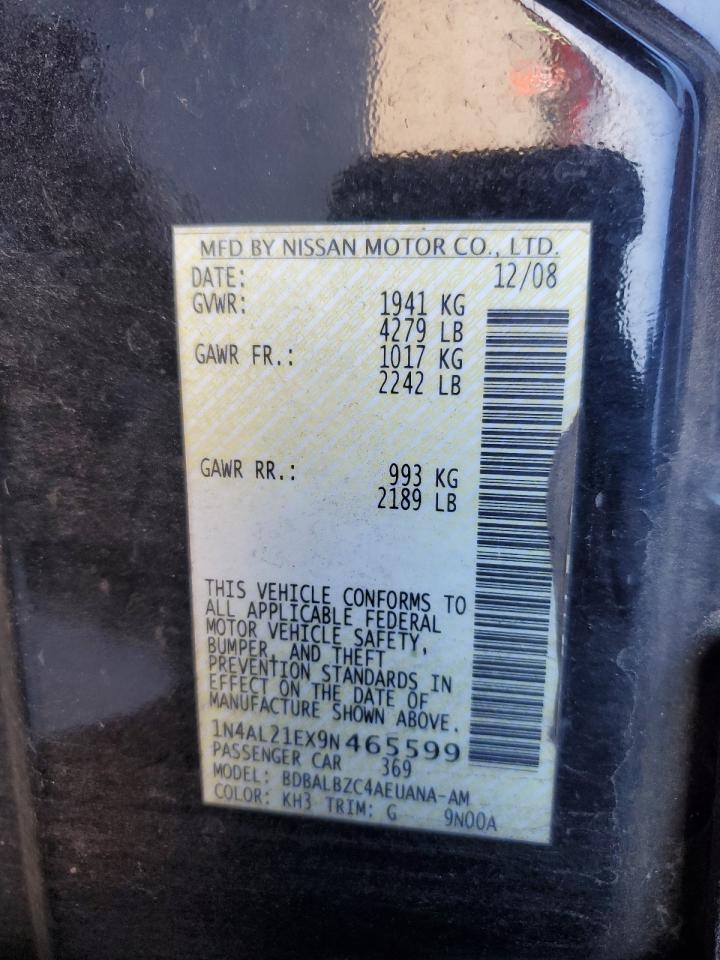 MFD BY NISSAN MOTOR CO., LTD.
DATE: 12/08
GVWR: 1941 KG
4279 LB
GAWR FR.: 1017 KG
2242 LB
GAWR RR.: 993 KG
2189 LB
THIS VEHICLE CONFORMS TO
ALL APPLICABLE FEDERAL
MOTOR VEHICLE SAFETY,
BUMPER, AND THEFT
PREVENTION STANDARDS IN
EFFECT ON THE DATE OF
MANUFACTURE SHOWN ABOVE.
1N4AL21EX9N465599
PASSENGER CAR 369
MODEL: BDBALBZC4AEUANA-AM
COLOR: KH3 TRIM: G 9N00A